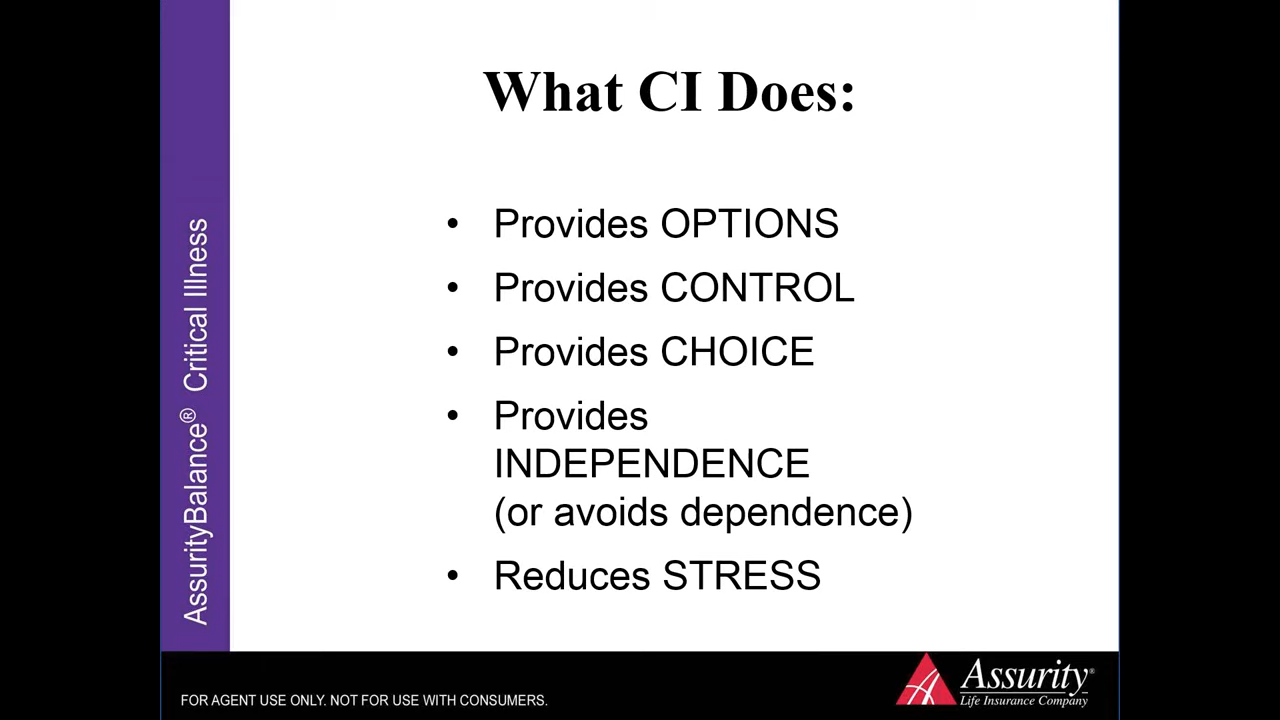 What CI Does:
• Provides OPTIONS
• Provides CONTROL
• Provides CHOICE
• Provides
INDEPENDENCE
(or avoids dependence)
• Reduces STRESS
AssurityBalance® Critical Illness
FOR AGENT USE ONLY. NOT FOR USE WITH CONSUMERS.
Assurity®
Life Insurance Company